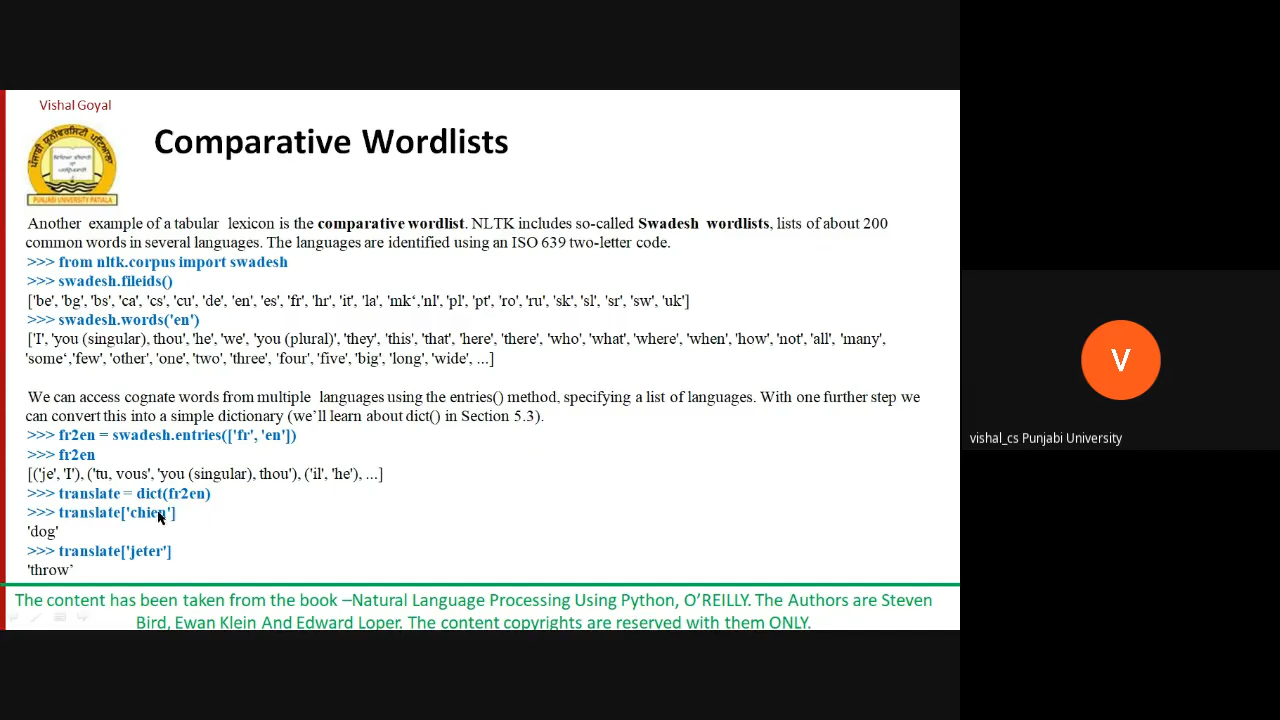 Vishal Goyal
Comparative Wordlists
ਪੰਜਾਬੀ ਯੂਨੀਵਰਸਿਟੀ ਪਟਿਆਲਾ
PUNJABI UNIVERSITY PATIALA
Another example of a tabular lexicon is the comparative wordlist. NLTK includes so-called Swadesh wordlists, lists of about 200
common words in several languages. The languages are identified using an ISO 639 two-letter code.
>>> from nltk.corpus import swadesh
>>> swadesh.fileids()
['be', 'bg', 'bs', 'ca', 'cs', 'cu', 'de', 'en', 'es', 'fr', 'hr', 'it', 'la', 'mk‘,'nl', 'pl', 'pt', 'ro', 'ru', 'sk', 'sl', 'sr', 'sw', 'uk']
>>> swadesh.words('en')
['I', 'you (singular), thou', 'he', 'we', 'you (plural)', 'they', 'this', 'that', 'here', 'there', 'who', 'what', 'where', 'when', 'how', 'not', 'all', 'many',
'some‘,'few', 'other', 'one', 'two', 'three', 'four', 'five', 'big', 'long', 'wide', ...]
We can access cognate words from multiple languages using the entries() method, specifying a list of languages. With one further step we
can convert this into a simple dictionary (we’ll learn about dict() in Section 5.3).
>>> fr2en = swadesh.entries(['fr', 'en'])
>>> fr2en
[('je', 'I'), ('tu, vous', 'you (singular), thou'), ('il', 'he'), ...]
>>> translate = dict(fr2en)
>>> translate['chien']
'dog'
>>> translate['jeter']
'throw’
The content has been taken from the book –Natural Language Processing Using Python, O’REILLY. The Authors are Steven
Bird, Ewan Klein And Edward Loper. The content copyrights are reserved with them ONLY.
V
vishal_cs Punjabi University